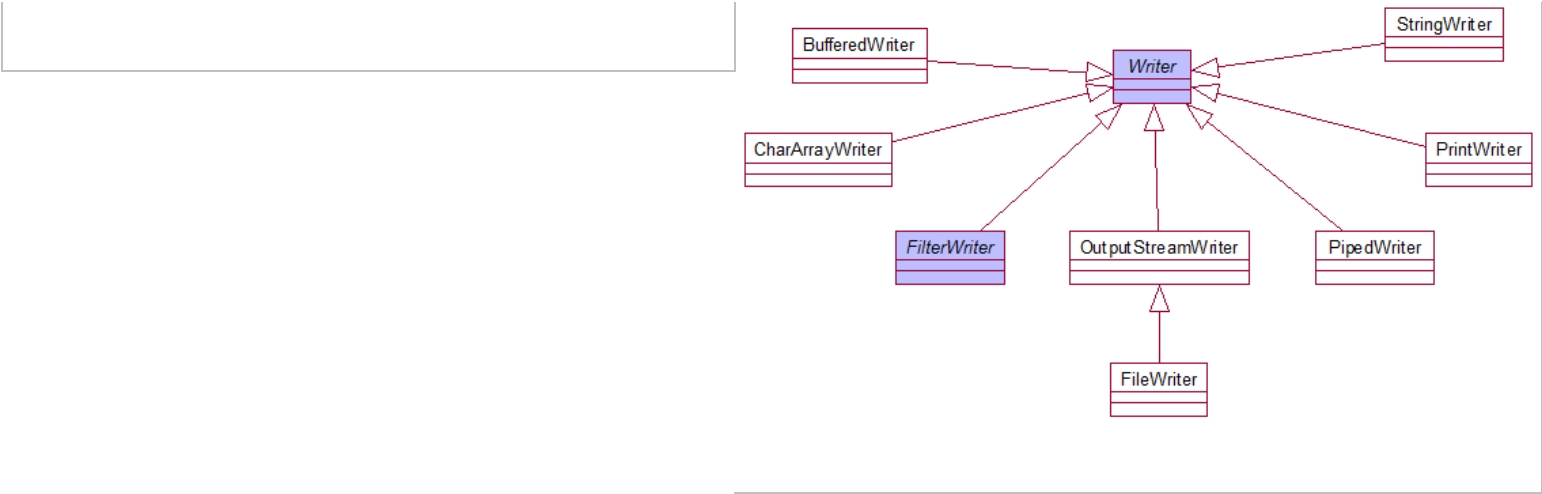 StringWriter
BufferedWriter
Writer
CharArrayWriter
PrintWriter
FilterWriter
OutputStreamWriter
PipedWriter
FileWriter